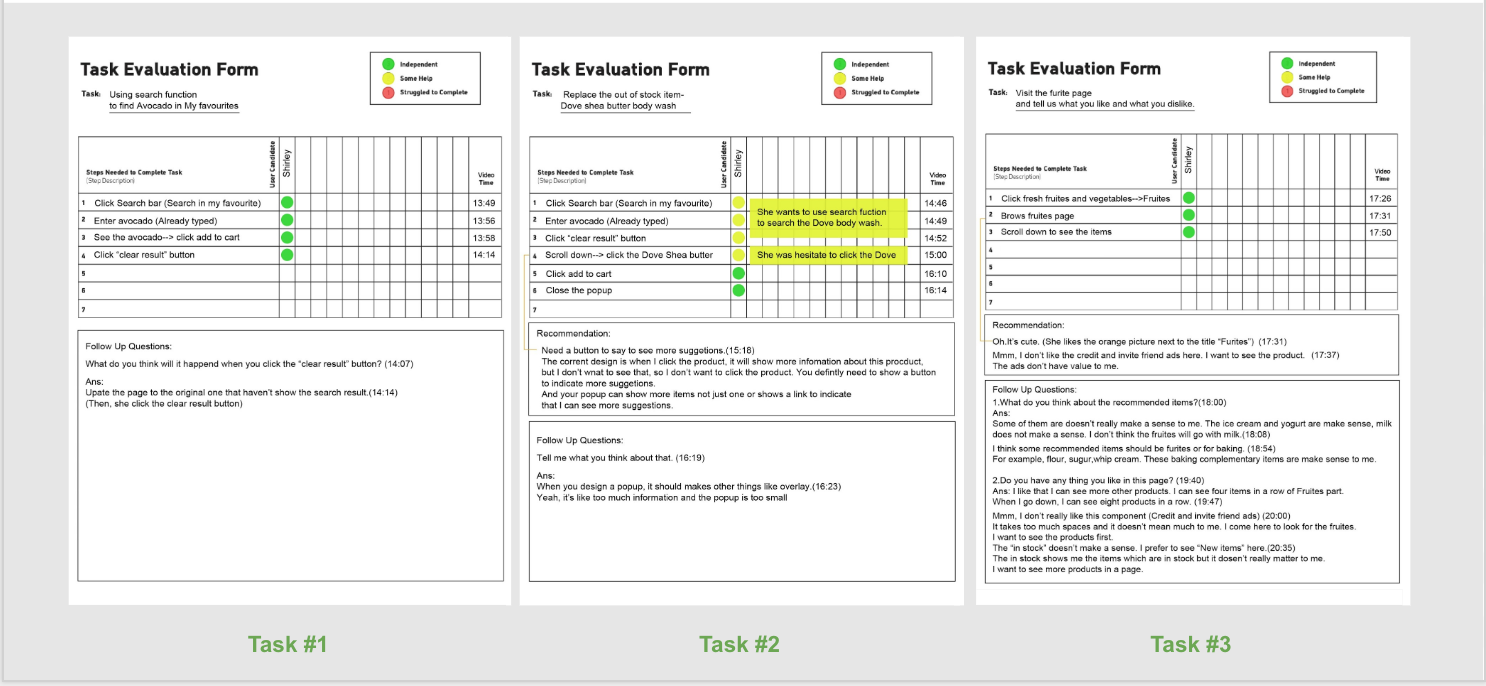 Task Evaluation Form
Independent
Some Help
Struggled to Complete
Task: Using search function
to find Avocado in My favourites
Steps Needed to Complete Task
(Step Description)
User Candidate
Shirley
Video
Time
1 Click Search bar (Search in my favourite) 13:49
2 Enter avocado (Already typed) 13:56
3 See the avocado--> click add to cart 13:58
4 Click “clear result” button 14:14
5
6
7
Follow Up Questions:
What do you think will it happend when you click the “clear result” button? (14:07)
Ans:
Upate the page to the original one that haven't show the search result.(14:14)
(Then, she click the clear result button)
Task #1
Task Evaluation Form
Independent
Some Help
Struggled to Complete
Task: Replace the out of stock item-
Dove shea butter body wash
Steps Needed to Complete Task
(Step Description)
User Candidate
Shirley
Video
Time
1 Click Search bar (Search in my favourite) 14:46
2 Enter avocado (Already typed) 14:49
3 Click “clear result” button 14:52
4 Scroll down--> click the Dove Shea butter 15:00
5 Click add to cart 16:10
6 Close the popup 16:14
7
She wants to use search fuction
to search the Dove body wash.
She was hesitate to click the Dove
Recommendation:
Need a button to say to see more suggetions.(15:18)
The corrent design is when I click the product, it will show more infomation about this procduct,
but I don't wnat to see that, so I don't want to click the product. You defintly need to show a button
to indicate more suggestions.
And your popup can show more items not just one or shows a link to indicate
that I can see more suggestions.
Follow Up Questions:
Tell me what you think about that. (16:19)
Ans:
When you design a popup, it should makes other things like overlay.(16:23)
Yeah, it's like too much information and the popup is too small
Task #2
Task Evaluation Form
Independent
Some Help
Struggled to Complete
Task: Visit the furite page
and tell us what you like and what you dislike.
Steps Needed to Complete Task
(Step Description)
User Candidate
Shirley
Video
Time
1 Click fresh fruites and vegetables-->Fruites 17:26
2 Brows fruites page 17:31
3 Scroll down to see the items 17:50
4
5
6
7
Recommendation:
Oh.It's cute. (She likes the orange picture next to the title “Furites”) (17:31)
Mmm, I don't like the credit and invite friend ads here. I want to see the product. (17:37)
The ads don't have value to me.
Follow Up Questions:
1.What do you think about the recommended items?(18:00)
Ans:
Some of them are doesn't really make a sense to me. The ice cream and yogurt are make sense, milk
does not make a sense. I don't think the fruites will go with milk.(18:08)
I think some recommended items should be furites or for baking. (18:54)
For example, flour, sugur,whip cream. These baking complementary items are make sense to me.
2.Do you have any thing you like in this page? (19:40)
Ans: I like that I can see more other products. I can see four items in a row of Fruites part.
When I go down, I can see eight products in a row. (19:47)
Mmm, I don't really like this component (Credit and invite friend ads) (20:00)
It takes too much spaces and it doesn't mean much to me. I come here to look for the fruites.
I want to see the products first.
The “in stock” doesn't make a sense. I prefer to see “New items” here.(20:35)
The in stock shows me the items which are in stock but it dosen't really matter to me.
I want to see more products in a page.
Task #3